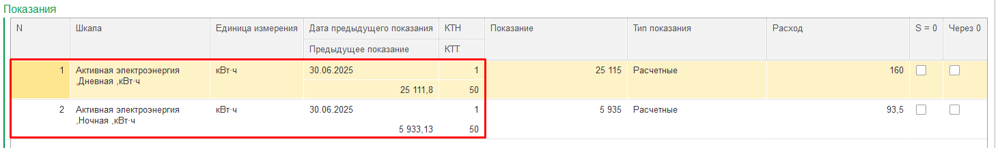 Показания
N Шкала Единица измерения Дата предыдущего показания КТН Показание Тип показания Расход S = 0 Через 0
Предыдущее показание КТТ
1 Активная электроэнергия кВт·ч 30.06.2025 1 25 115 Расчетные 160
,Дневная ,кВт·ч
25 111,8 50
2 Активная электроэнергия кВт·ч 30.06.2025 1 5 935 Расчетные 93,5
,Ночная ,кВт·ч
5 933,13 50